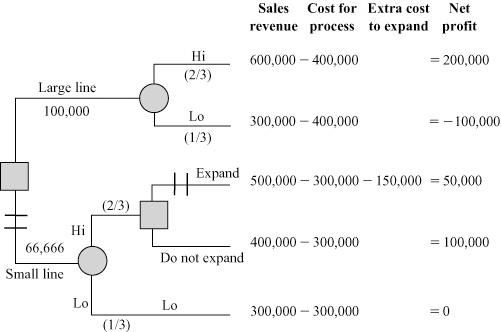 Sales Cost for Extra cost Net
revenue process to expand profit
Hi
(2/3)
600,000 − 400,000 = 200,000
Large line
100,000
Lo
(1/3)
300,000 − 400,000 = −100,000
Expand
500,000 − 300,000 − 150,000 = 50,000
(2/3)
Hi
Do not expand
400,000 − 300,000 = 100,000
66,666
Small line
Lo
(1/3)
Lo
300,000 − 300,000 = 0